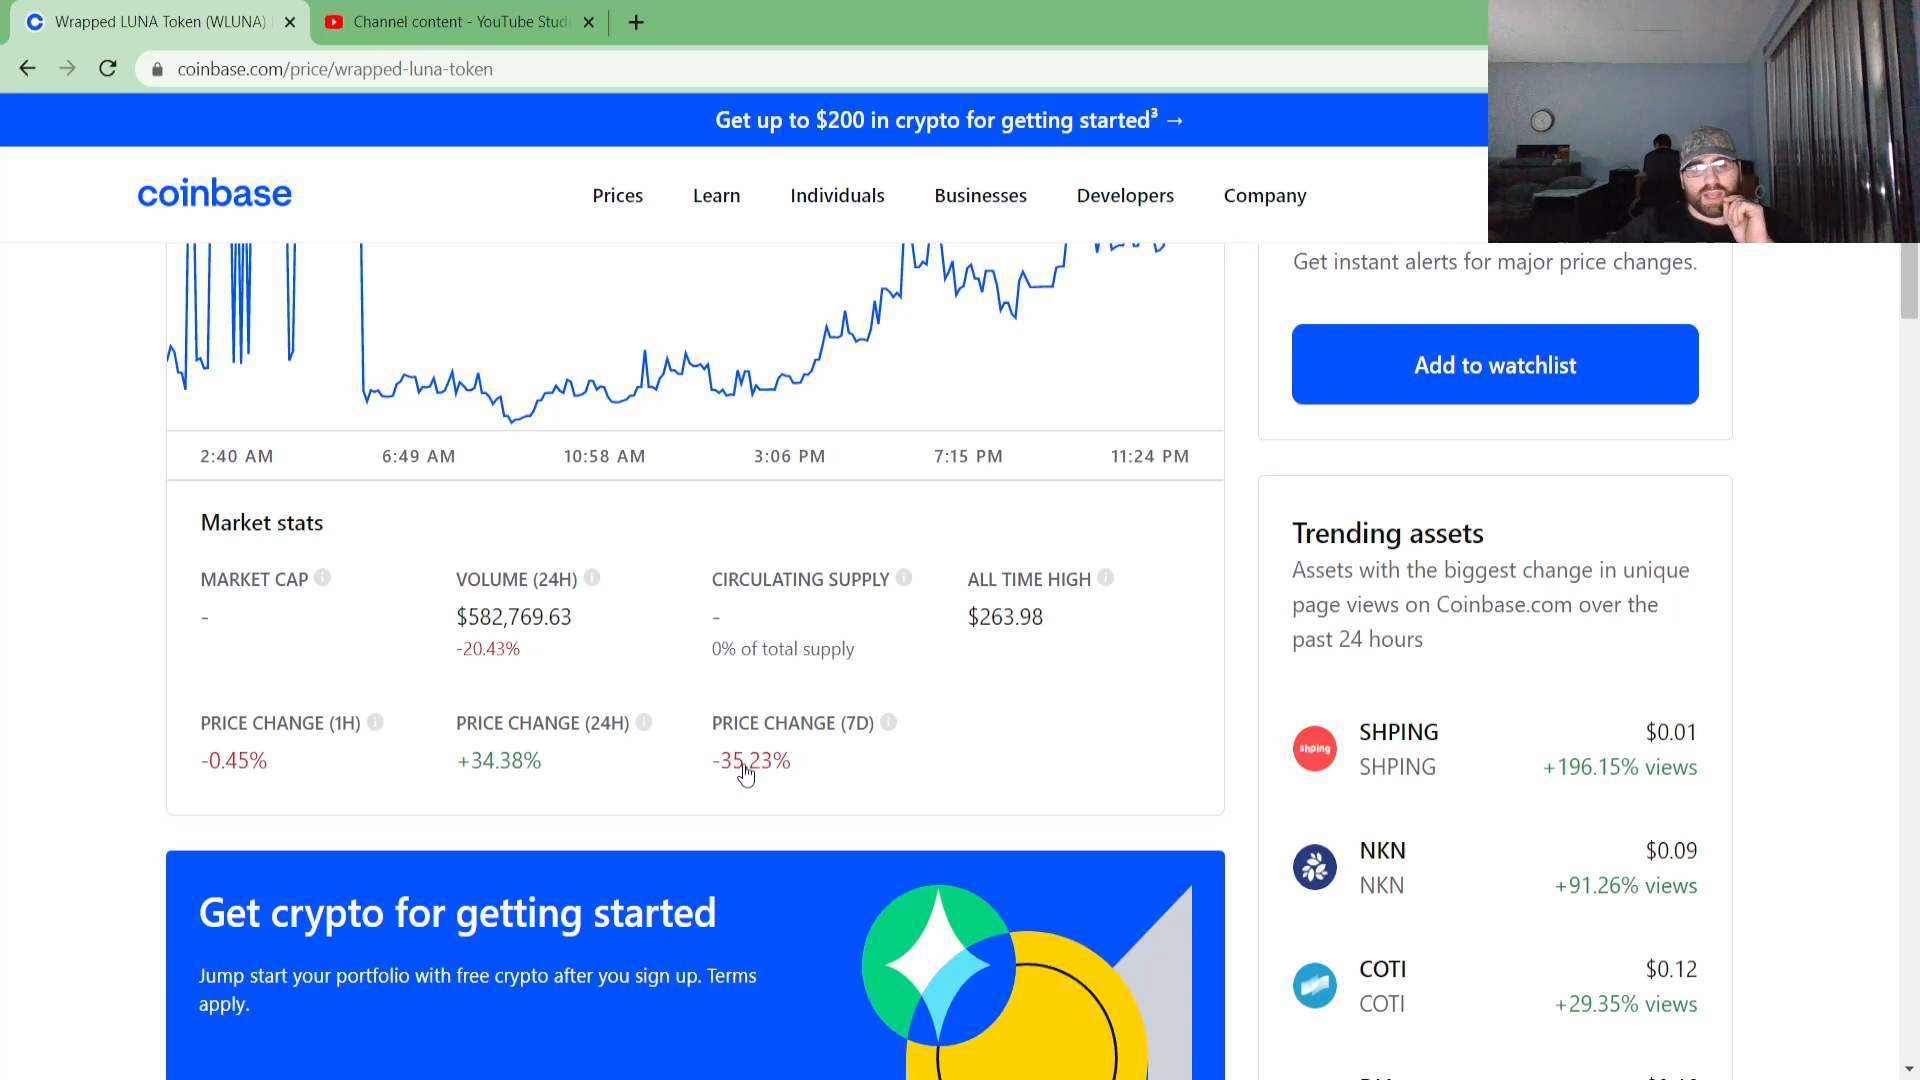 Wrapped LUNA Token (WLUNA)
Channel content - YouTube Stud
coinbase.com/price/wrapped-luna-token
Get up to $200 in crypto for getting started³ →
coinbase
Prices
Learn
Individuals
Businesses
Developers
Company
Get instant alerts for major price changes.
Add to watchlist
2:40 AM
6:49 AM
10:58 AM
3:06 PM
7:15 PM
11:24 PM
Market stats
MARKET CAP
-
VOLUME (24H)
$582,769.63
-20.43%
CIRCULATING SUPPLY
-
0% of total supply
ALL TIME HIGH
$263.98
PRICE CHANGE (1H)
-0.45%
PRICE CHANGE (24H)
+34.38%
PRICE CHANGE (7D)
-35.23%
Get crypto for getting started
Jump start your portfolio with free crypto after you sign up. Terms
apply.
Trending assets
Assets with the biggest change in unique
page views on Coinbase.com over the
past 24 hours
shping
SHPING
$0.01
SHPING
+196.15% views
NKN
$0.09
NKN
+91.26% views
COTI
$0.12
COTI
+29.35% views